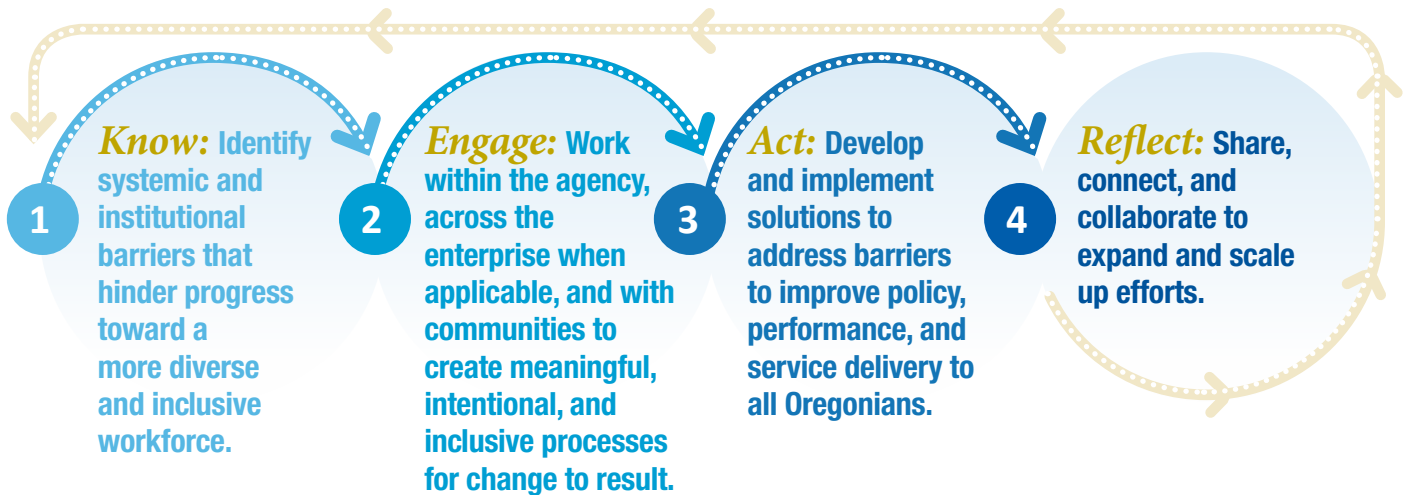 1
Know: Identify
systemic and
institutional
barriers that
hinder progress
toward a
more diverse
and inclusive
workforce.
2
Engage: Work
within the agency,
across the
enterprise when
applicable, and with
communities to
create meaningful,
intentional, and
inclusive processes
for change to result.
3
Act: Develop
and implement
solutions to
address barriers
to improve policy,
performance, and
service delivery to
all Oregonians.
4
Reflect: Share,
connect, and
collaborate to
expand and scale
up efforts.